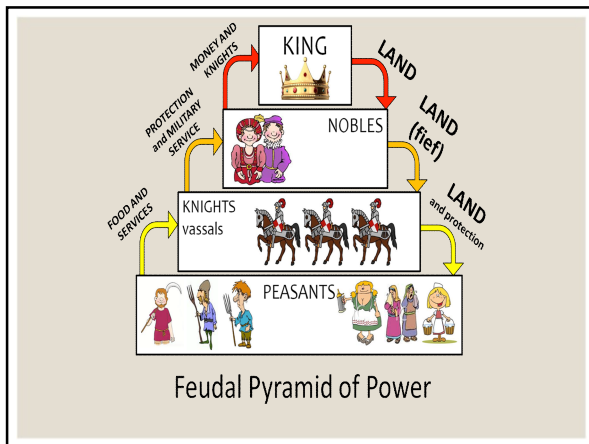 KING
MONEY AND
KNIGHTS
LAND
NOBLES
PROTECTION
and MILITARY
SERVICE
LAND
(fief)
KNIGHTS
vassals
FOOD AND
SERVICES
LAND
and protection
PEASANTS
Feudal Pyramid of Power